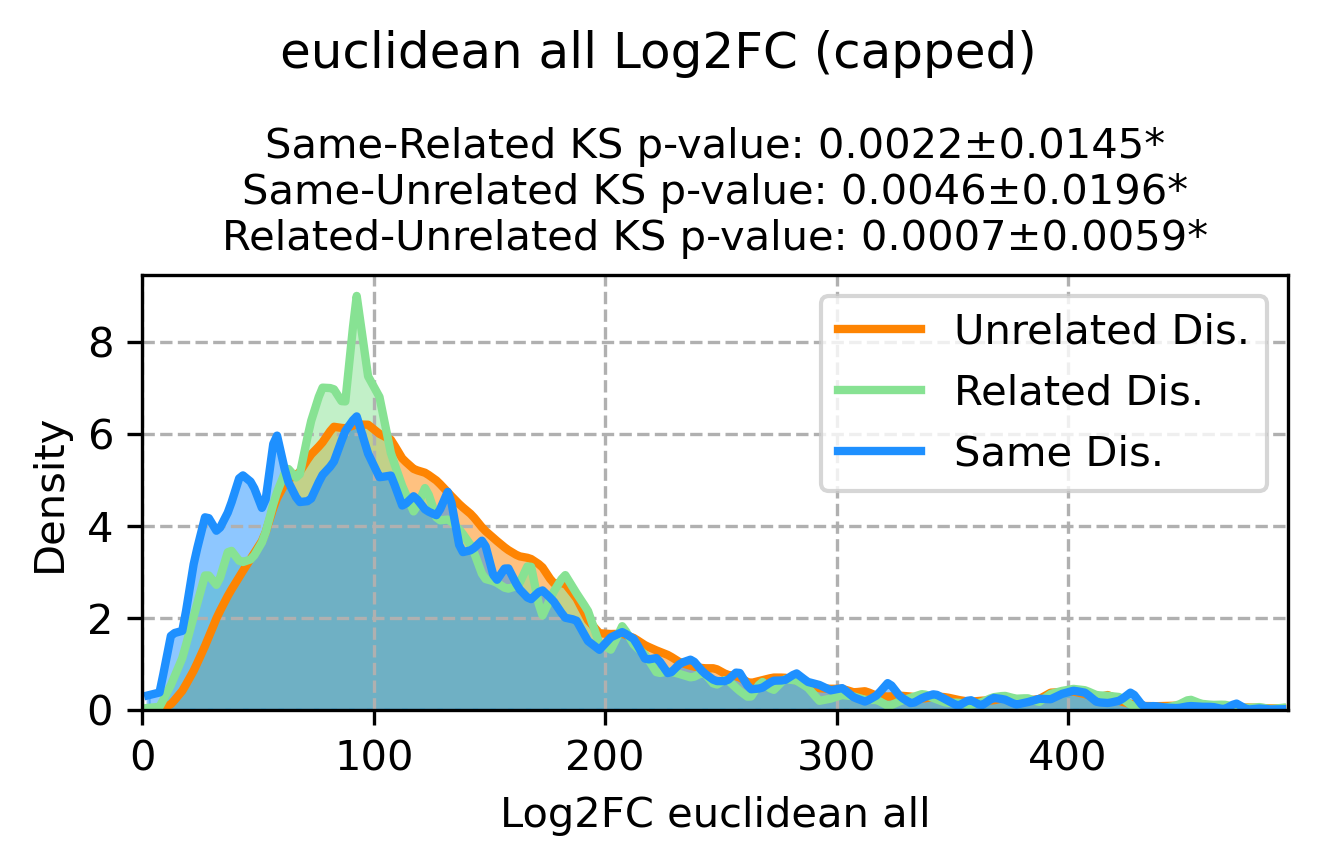 euclidean all Log2FC (capped)
Same-Related KS p-value: 0.0022±0.0145*
Same-Unrelated KS p-value: 0.0046±0.0196*
Related-Unrelated KS p-value: 0.0007±0.0059*
Unrelated Dis.
Related Dis.
Same Dis.
Density
8
6
4
2
0
0 100 200 300 400
Log2FC euclidean all